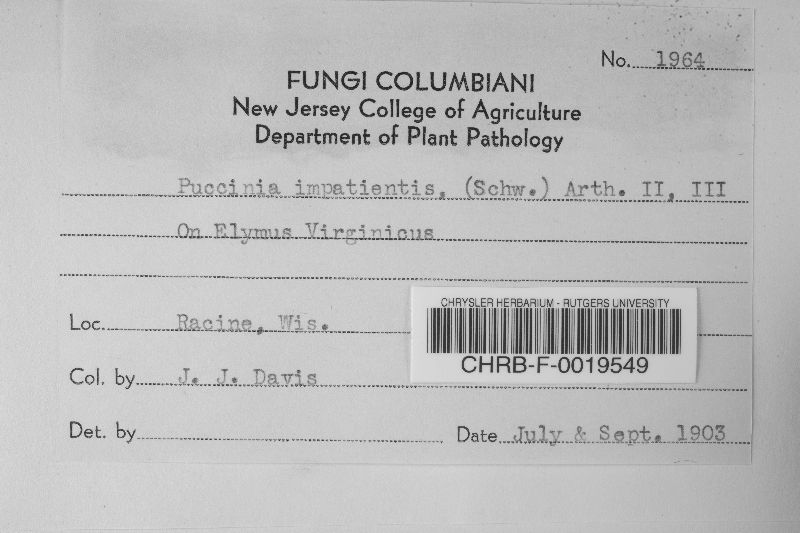 No. 1964
FUNGI COLUMBIANI
New Jersey College of Agriculture
Department of Plant Pathology
Puccinia impatientis, (Schw.) Arth. II, III
On Elymus Virginicus
Loc. Racine, Wis.
CHRYSLER HERBARIUM - RUTGERS UNIVERSITY
CHRB-F-0019549
Col. by J. J. Davis
Det. by
Date July & Sept. 1903